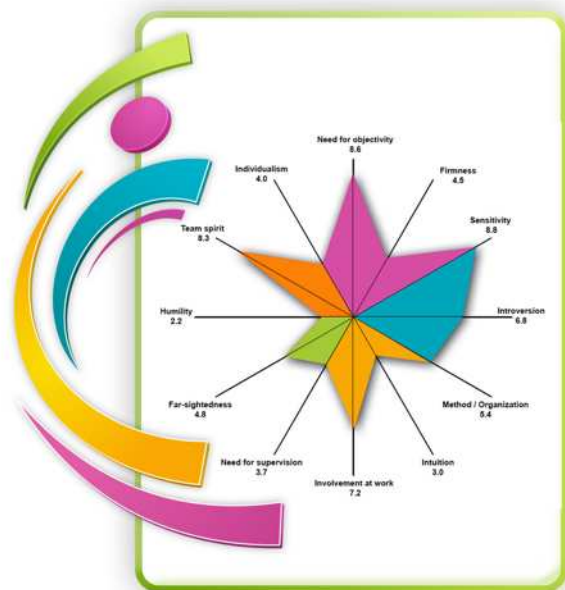 Need for objectivity
8.6
Firmness
4.5
Sensitivity
8.8
Introversion
6.8
Method / Organization
5.4
Intuition
3.0
Involvement at work
7.2
Need for supervision
3.7
Far-sightedness
4.8
Humility
2.2
Team spirit
8.3
Individualism
4.0